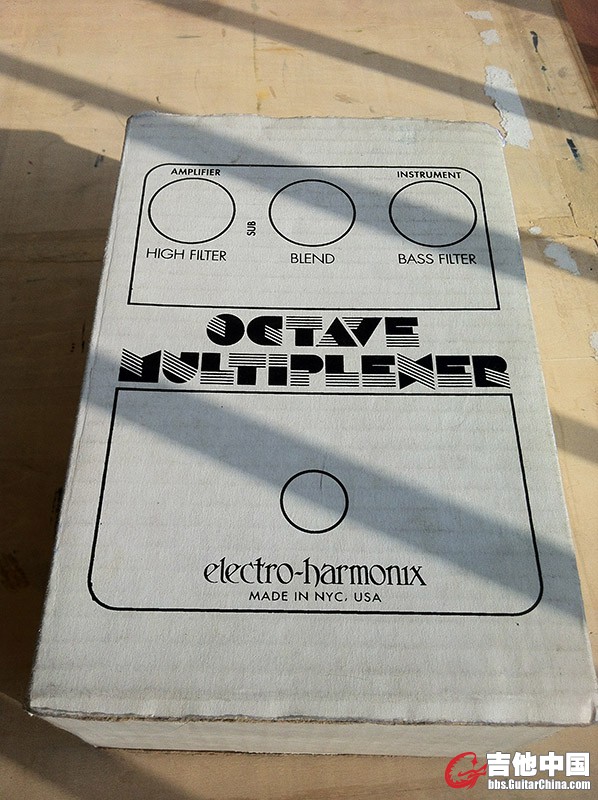 AMPLIFIER INSTRUMENT
SUB
HIGH FILTER BLEND BASS FILTER
OCTAVE
MULTIPLEXER
electro-harmonix
MADE IN NYC, USA
吉他中国
bbs.GuitarChina.com